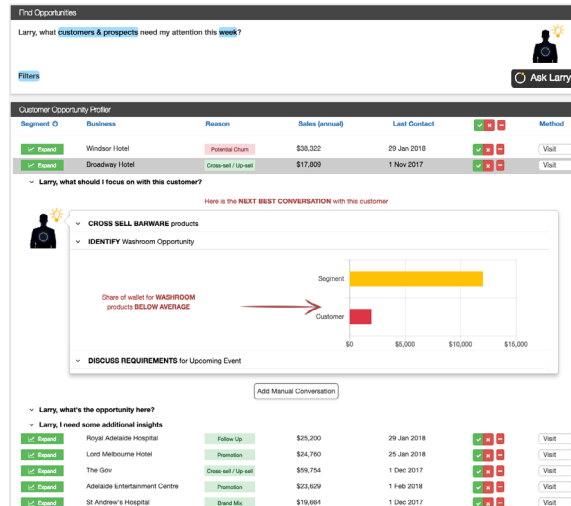 Find Opportunities
Larry, what customers & prospects need my attention this week?
Filters
Ask Larry
Customer Opportunity Profiler
Segment Business Reason Sales (annual) Last Contact Method
Expand Windsor Hotel Potential Churn $38,322 29 Jan 2018 Visit
Expand Broadway Hotel Cross-sell / Up-sell $17,809 1 Nov 2017 Visit
Larry, what should I focus on with this customer?
Here is the NEXT BEST CONVERSATION with this customer
CROSS SELL BARWARE products
IDENTIFY Washroom Opportunity
Segment
Share of wallet for WASHROOM
products BELOW AVERAGE
Customer
$0 $5,000 $10,000 $15,000
DISCUSS REQUIREMENTS for Upcoming Event
Add Manual Conversation
Larry, what's the opportunity here?
Larry, I need some additional insights
Expand Royal Adelaide Hospital Follow Up $25,200 29 Jan 2018 Visit
Expand Lord Melbourne Hotel Promotion $24,760 25 Jan 2018 Visit
Expand The Gov Cross-sell / Up-sell $59,754 1 Dec 2017 Visit
Expand Adelaide Entertainment Centre Promotion $23,629 1 Feb 2018 Visit
Expand St Andrew's Hospital Brand Mix $19,664 1 Dec 2017 Visit